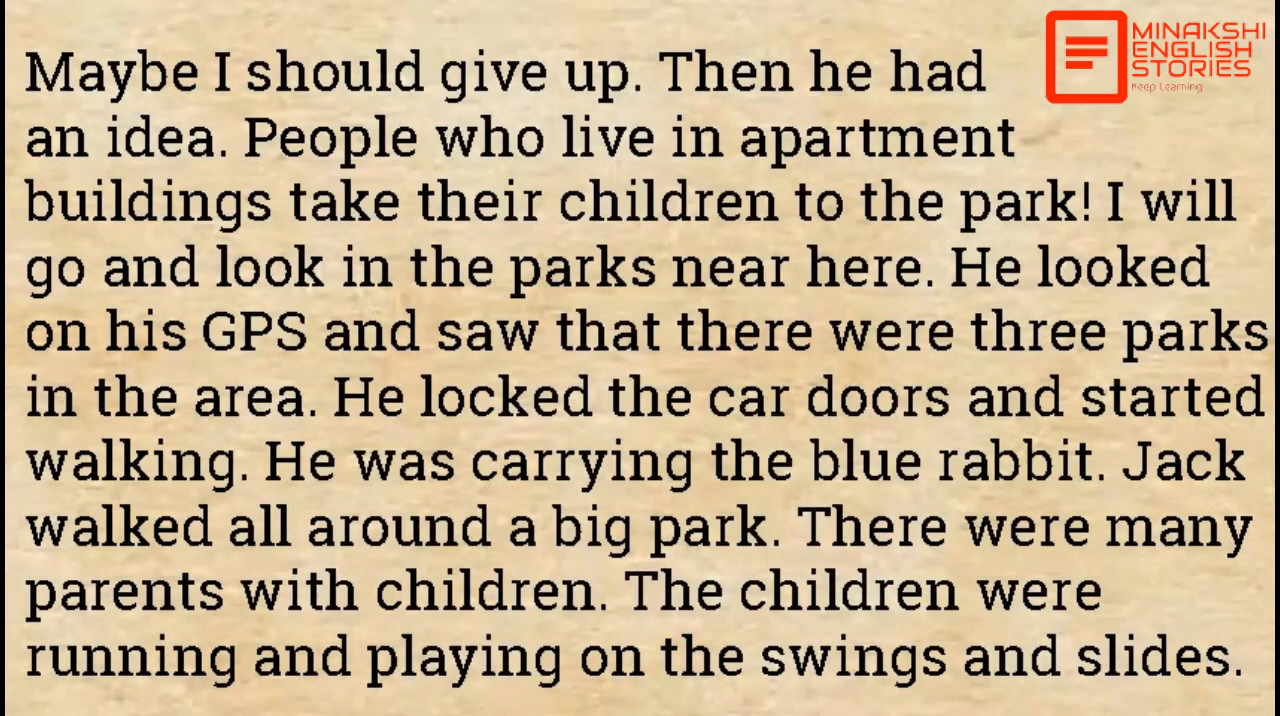 MINAKSHI
ENGLISH
STORIES
Keep Learning
Maybe I should give up. Then he had
an idea. People who live in apartment
buildings take their children to the park! I will
go and look in the parks near here. He looked
on his GPS and saw that there were three parks
in the area. He locked the car doors and started
walking. He was carrying the blue rabbit. Jack
walked all around a big park. There were many
parents with children. The children were
running and playing on the swings and slides.